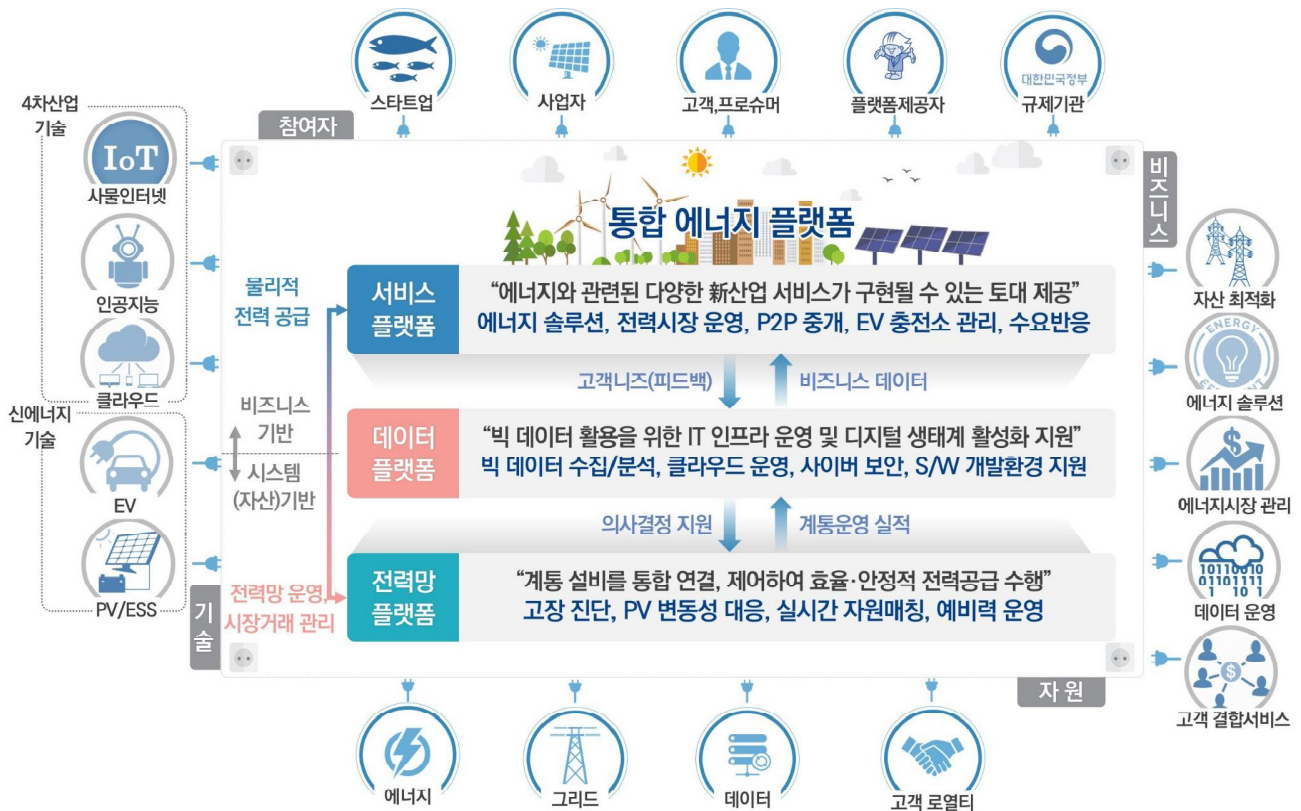 대한민국정부
스타트업
사업자
고객,프로슈머
플랫폼제공자
규제기관
참여자
4차산업
기술
IoT
사물인터넷
인공지능
클라우드
신에너지
기술
EV
PV/ESS
기술
통합 에너지 플랫폼
물리적
전력 공급
비즈니스
기반
시스템
(자산)기반
전력망 운영,
시장거래 관리
서비스
플랫폼
“에너지와 관련된 다양한 新산업 서비스가 구현될 수 있는 토대 제공”
에너지 솔루션, 전력시장 운영, P2P 중개, EV 충전소 관리, 수요반응
고객니즈(피드백)
비즈니스 데이터
데이터
플랫폼
“빅 데이터 활용을 위한 IT 인프라 운영 및 디지털 생태계 활성화 지원”
빅 데이터 수집/분석, 클라우드 운영, 사이버 보안, S/W 개발환경 지원
의사결정 지원
계통운영 실적
전력망
플랫폼
“계통 설비를 통합 연결, 제어하여 효율·안정적 전력공급 수행”
고장 진단, PV 변동성 대응, 실시간 자원매칭, 예비력 운영
비즈니스
자산 최적화
ENERGY
에너지 솔루션
$
에너지시장 관리
10110
01101111
1 101
데이터 운영
$
고객 결합서비스
자원
에너지
그리드
데이터
고객 로열티